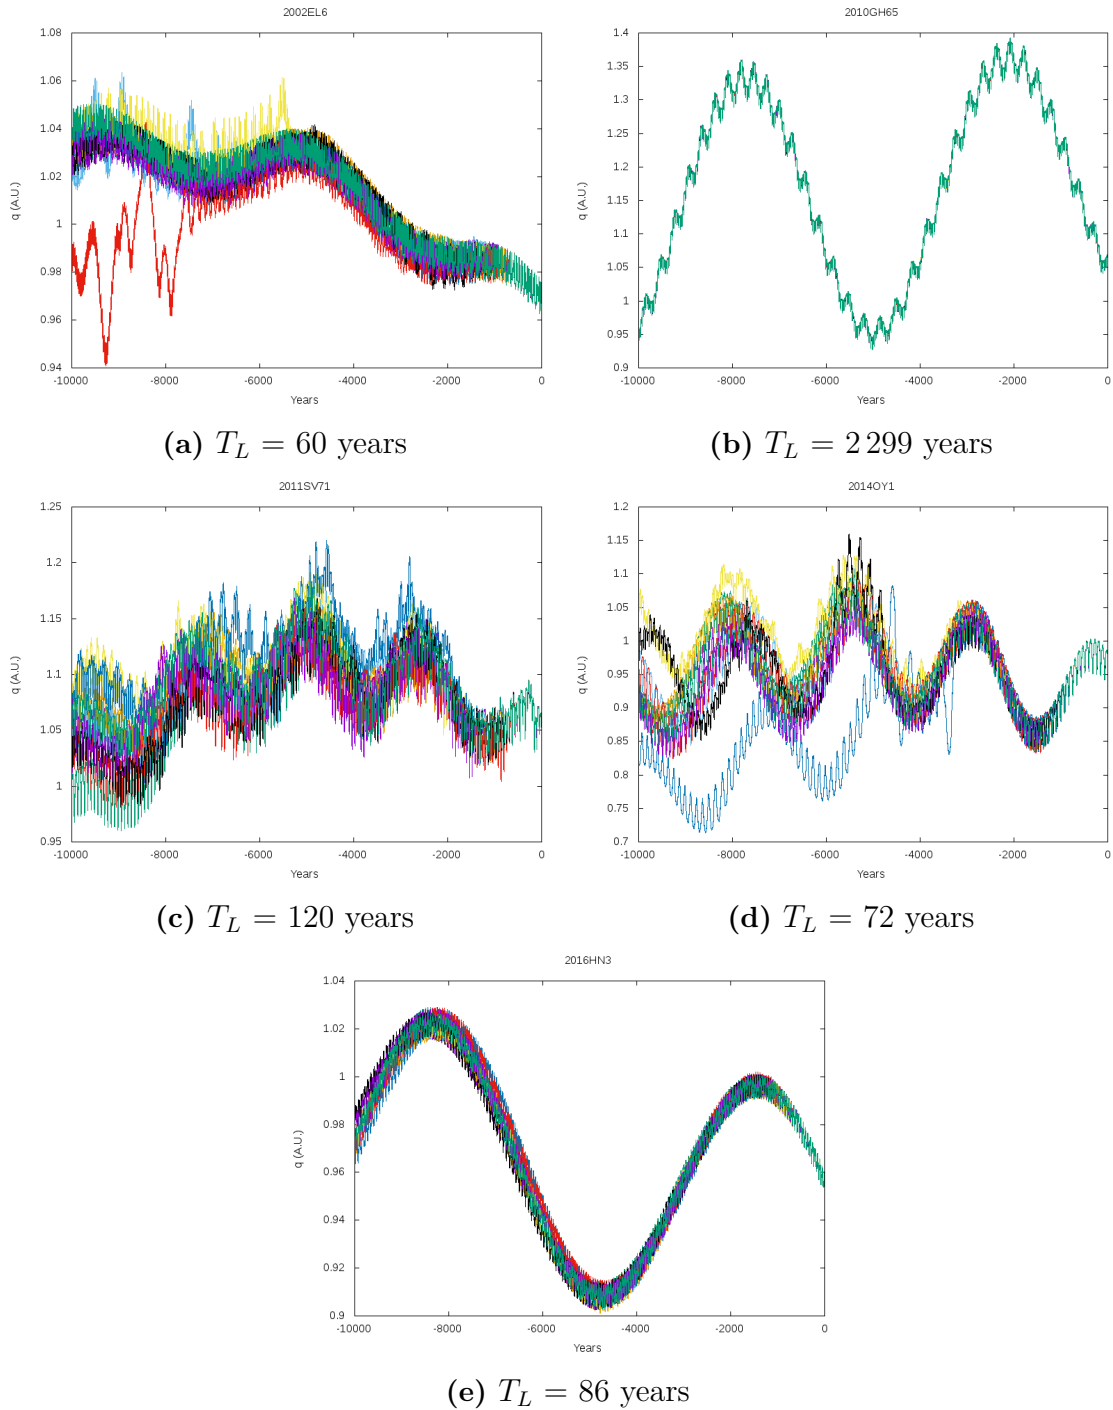 2002EL6
1.08
1.06
1.04
1.02
1
0.98
0.96
0.94
q (A.U.)
-10000 -8000 -6000 -4000 -2000 0
Years
(a) T_L = 60 years
2010GH65
1.4
1.35
1.3
1.25
1.2
1.15
1.1
1.05
1
0.95
0.9
q (A.U.)
-10000 -8000 -6000 -4000 -2000 0
Years
(b) T_L = 2 299 years
2011SV71
1.25
1.2
1.15
1.1
1.05
1
0.95
q (A.U.)
-10000 -8000 -6000 -4000 -2000 0
Years
(c) T_L = 120 years
2014OY1
1.2
1.15
1.1
1.05
1
0.95
0.9
0.85
0.8
0.75
0.7
q (A.U.)
-10000 -8000 -6000 -4000 -2000 0
Years
(d) T_L = 72 years
2016HN3
1.04
1.02
1
0.98
0.96
0.94
0.92
0.9
q (A.U.)
-10000 -8000 -6000 -4000 -2000 0
Years
(e) T_L = 86 years